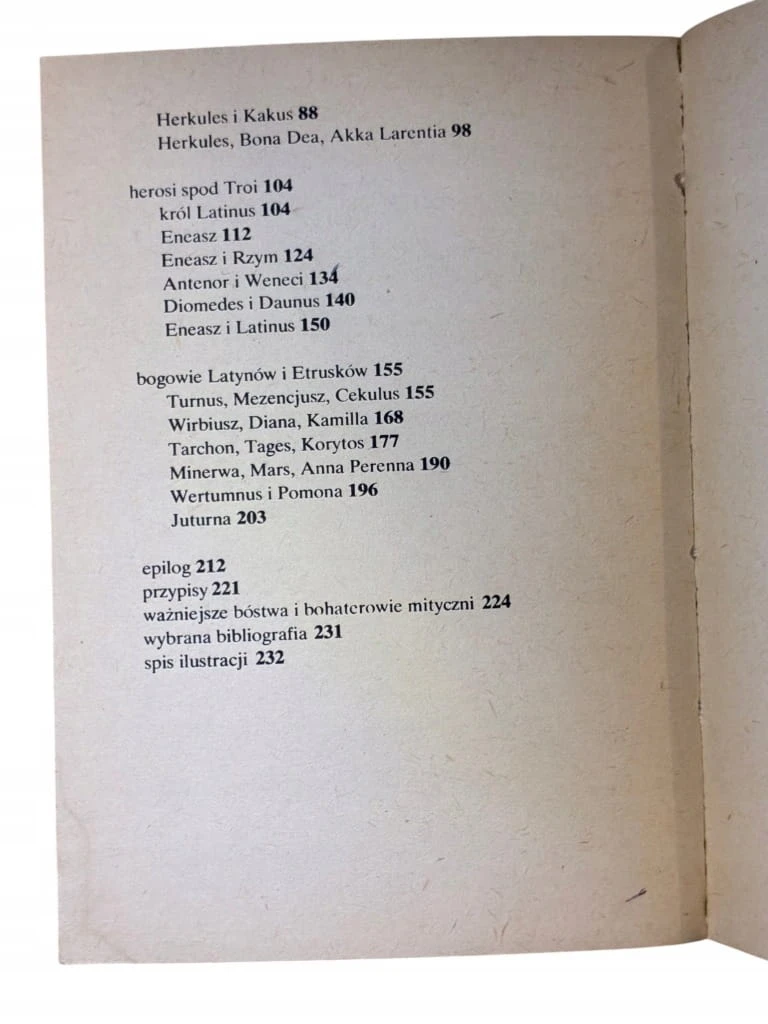 Herkules i Kakus 88
Herkules, Bona Dea, Akka Larentia 98
herosi spod Troi 104
król Latinus 104
Eneasz 112
Eneasz i Rzym 124
Antenor i Weneci 134
Diomedes i Daunus 140
Eneasz i Latinus 150
bogowie Latynów i Etrusków 155
Turnus, Mezencjusz, Cekulus 155
Wirbiusz, Diana, Kamilla 168
Tarchon, Tages, Korytos 177
Minerwa, Mars, Anna Perenna 190
Wertumnus i Pomona 196
Juturna 203
epilog 212
przypisy 221
ważniejsze bóstwa i bohaterowie mityczni 224
wybrana bibliografia 231
spis ilustracji 232